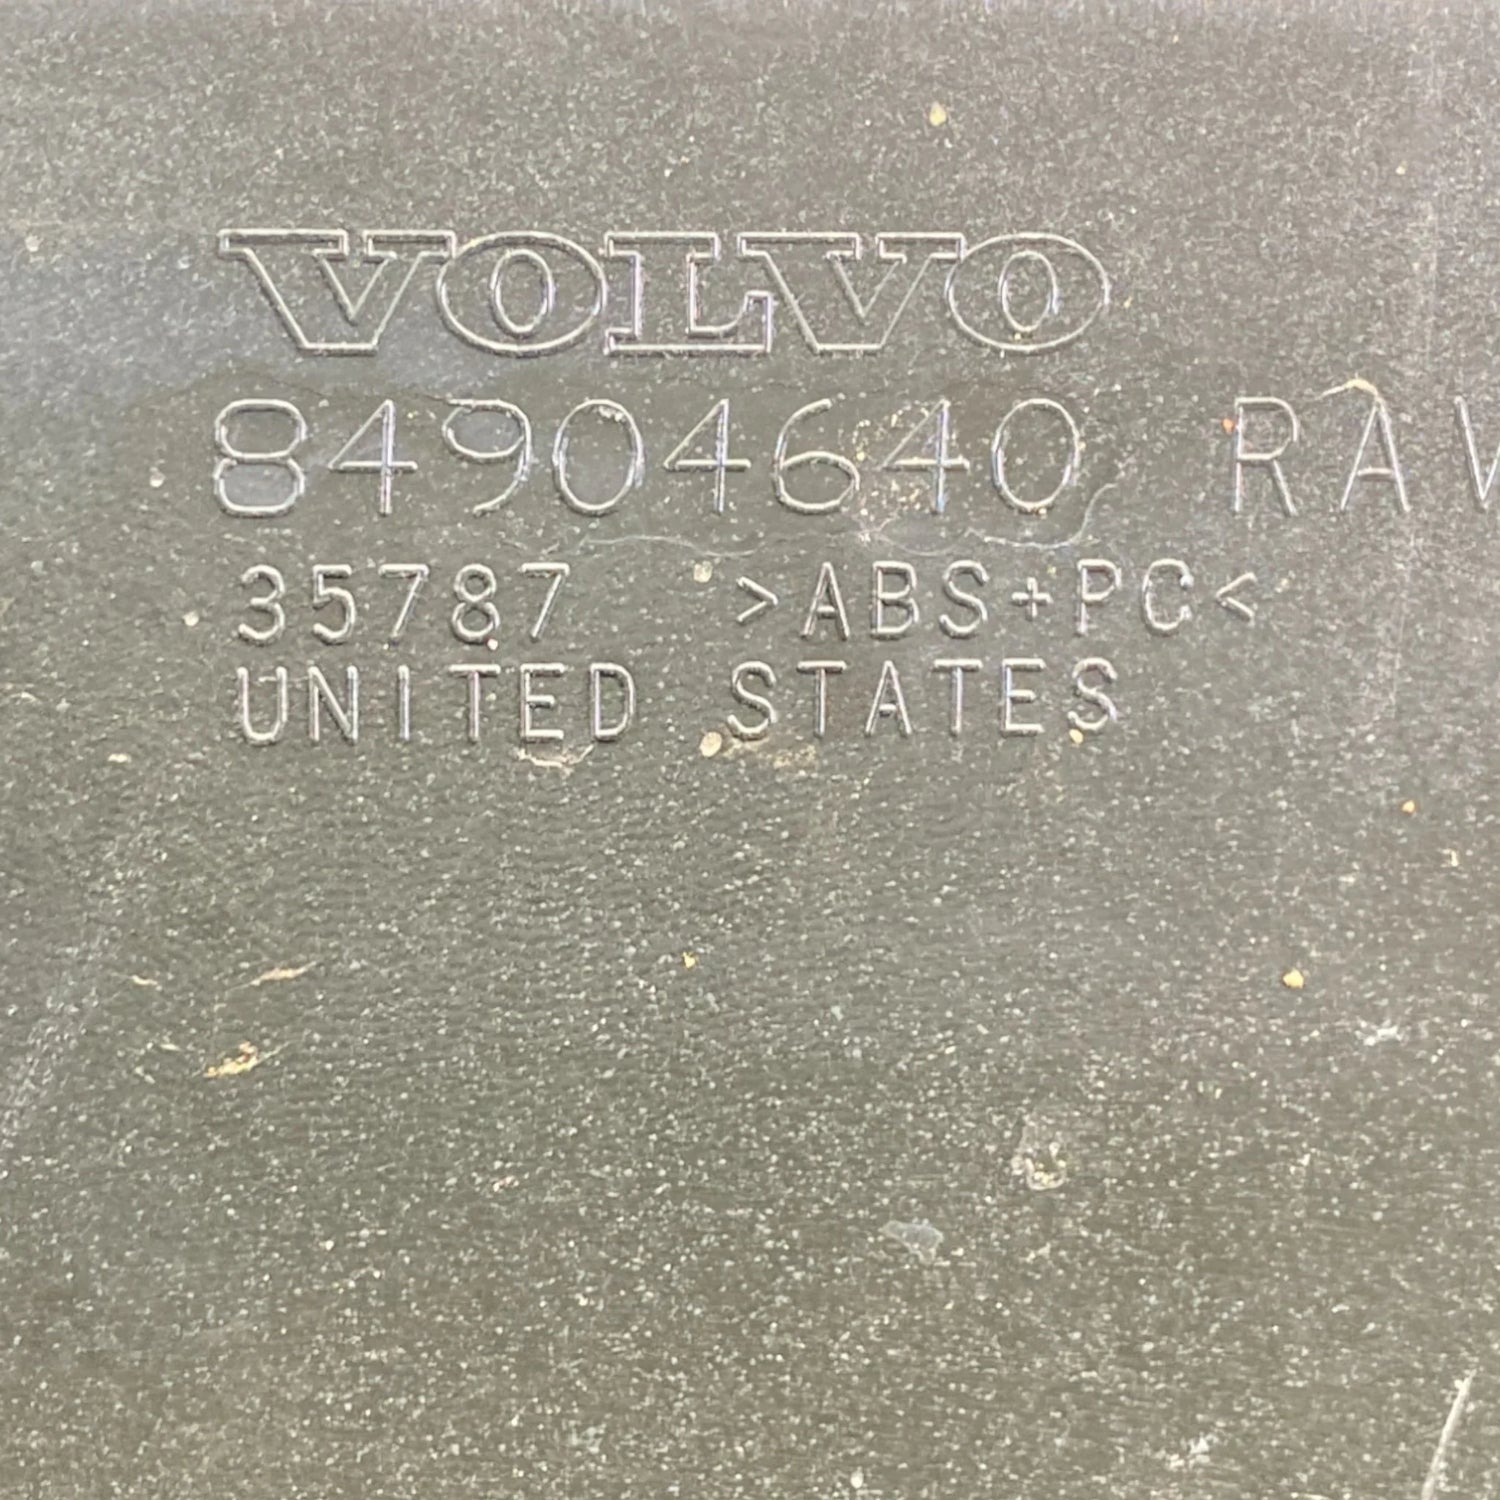 VOLVO
84904640 RAW
35787 >ABS+PC<
UNITED STATES